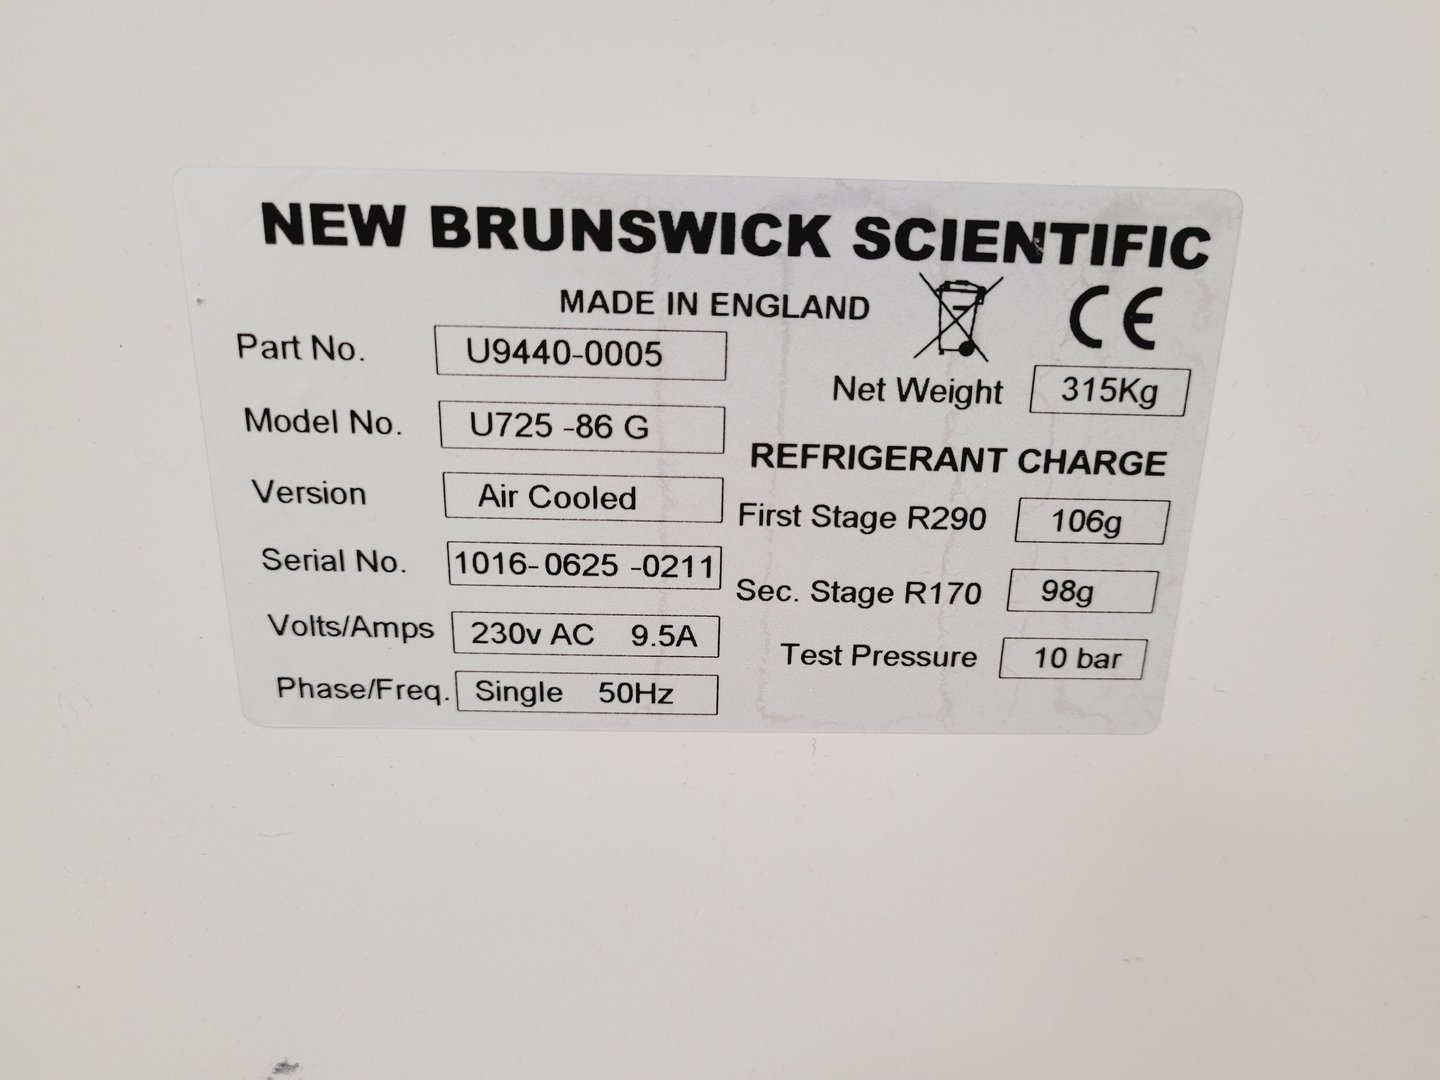 NEW BRUNSWICK SCIENTIFIC
MADE IN ENGLAND
CE
Part No. U9440-0005
Model No. U725 -86 G
Version Air Cooled
Serial No. 1016-0625 -0211
Volts/Amps 230v AC 9.5A
Phase/Freq. Single 50Hz
Net Weight 315Kg
REFRIGERANT CHARGE
First Stage R290 106g
Sec. Stage R170 98g
Test Pressure 10 bar